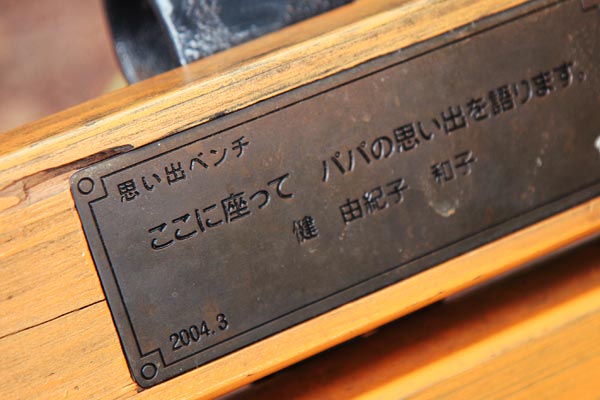 思い出ベンチ
ここに座って　パパの思い出を語ります。
健　由紀子　和子
2004.3